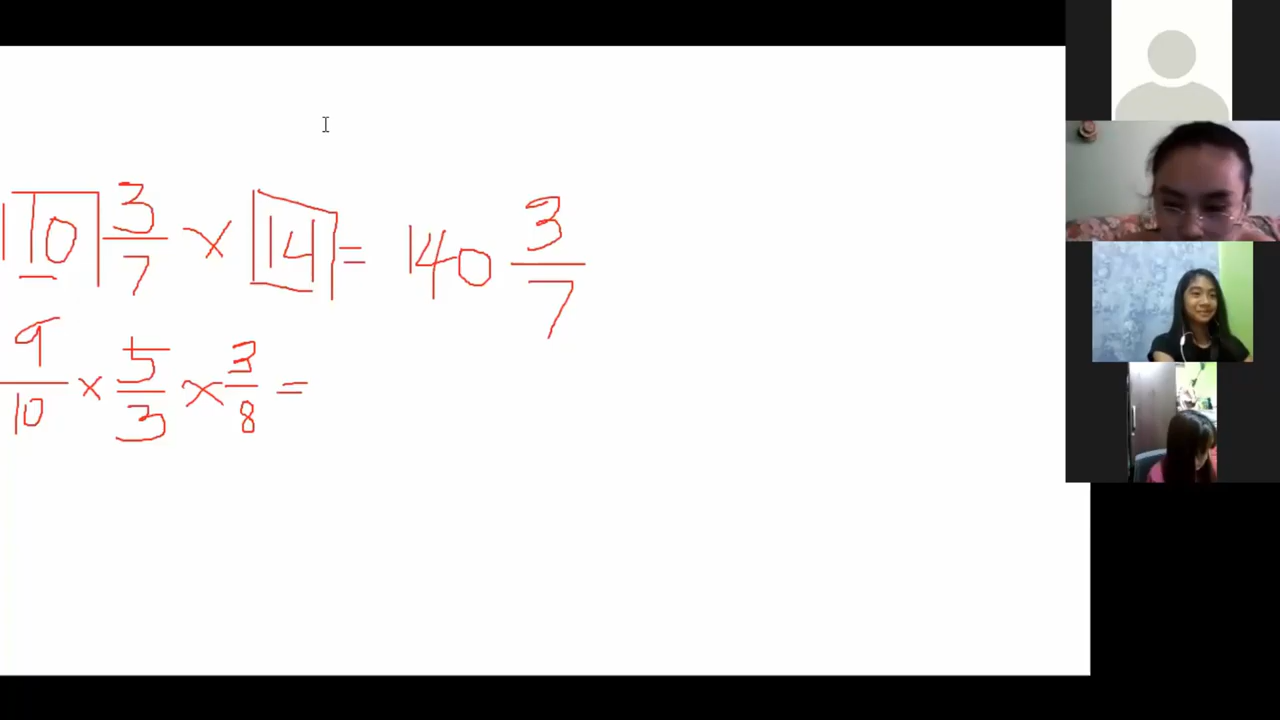 10 3/7 × 14 = 140 3/7
9/10 × 5/3 × 3/8 =